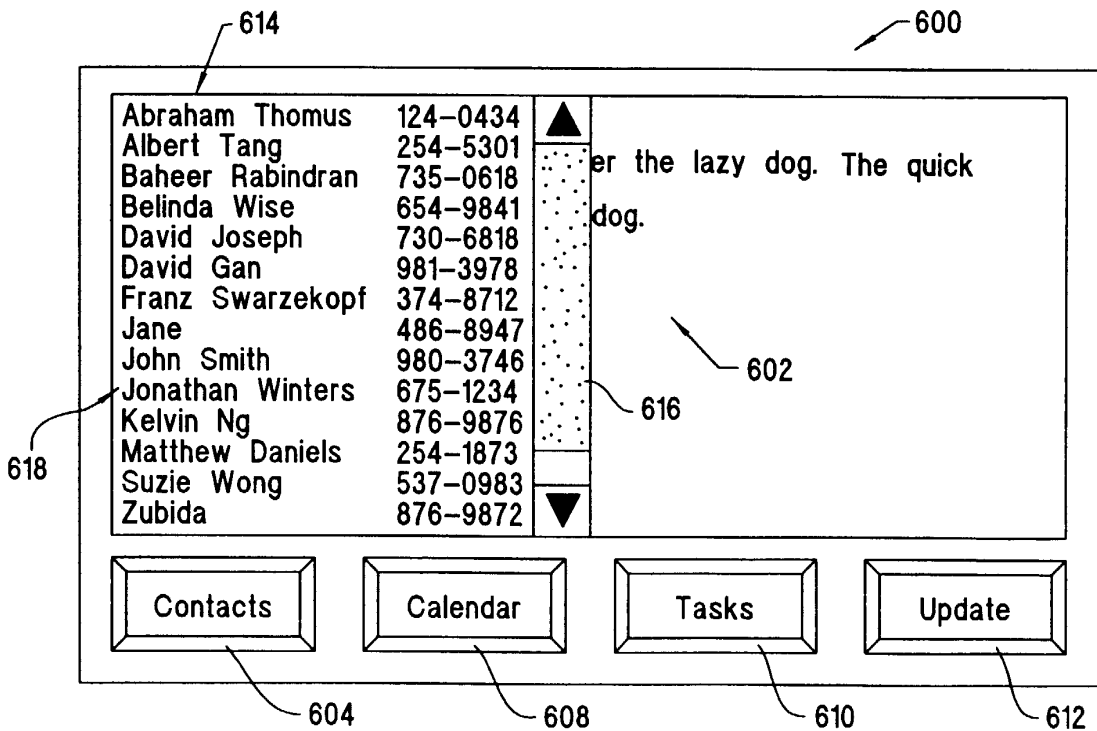 614
600
Abraham Thomus 124-0434
Albert Tang 254-5301
Baheer Rabindran 735-0618
Belinda Wise 654-9841
David Joseph 730-6818
David Gan 981-3978
Franz Swarzekopf 374-8712
Jane 486-8947
John Smith 980-3746
Jonathan Winters 675-1234
Kelvin Ng 876-9876
Matthew Daniels 254-1873
Suzie Wong 537-0983
Zubida 876-9872
er the lazy dog. The quick
dog.
602
616
618
Contacts
Calendar
Tasks
Update
604
608
610
612